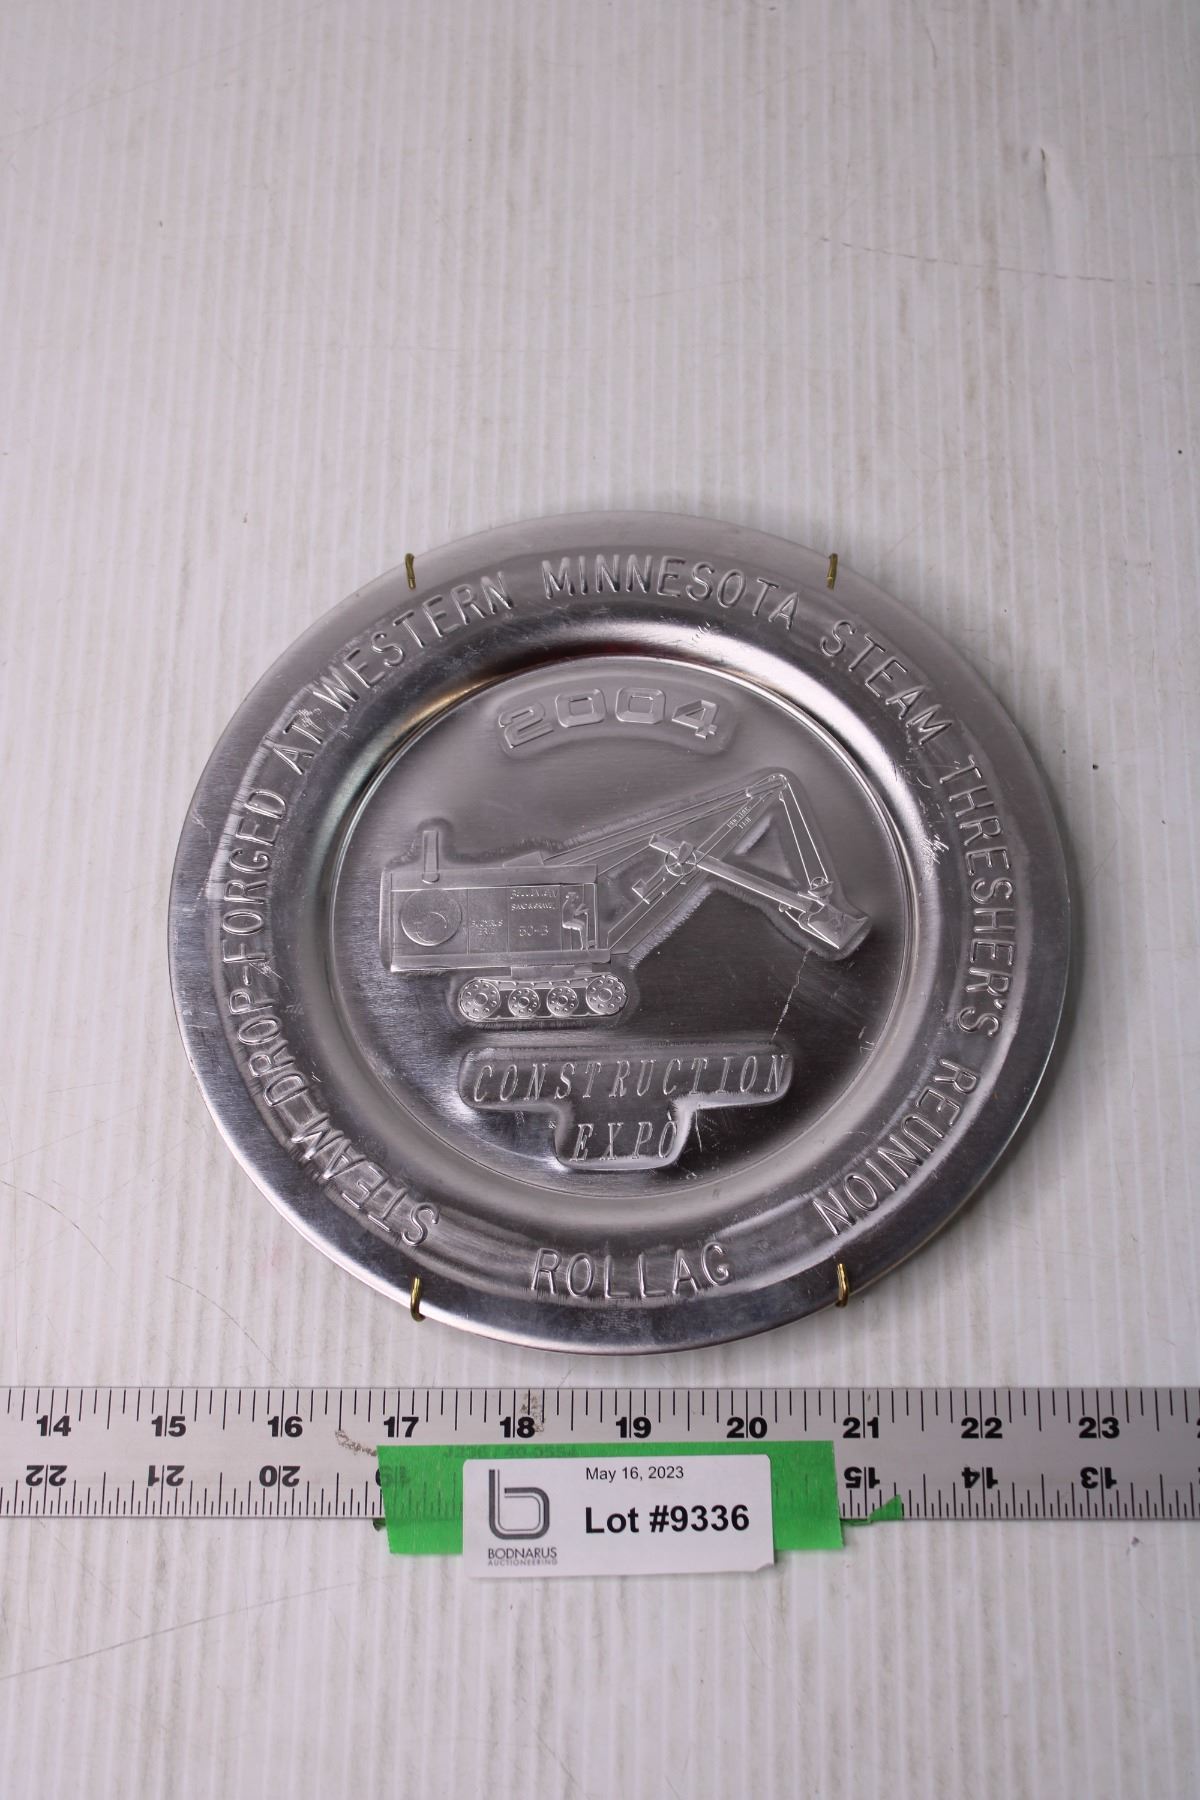 STEAM DROP-FORGED AT WESTERN MINNESOTA STEAM THRESHER'S REUNION
ROLLAG
2004
BUCYRUS
ERIE
50-B
CONSTRUCTION
EXPO
14 15 16 17 18 19 20 21 22 23
22 21 20 19 15 14 13
May 16, 2023
Lot #9336
BODNARUS
AUCTIONEERING